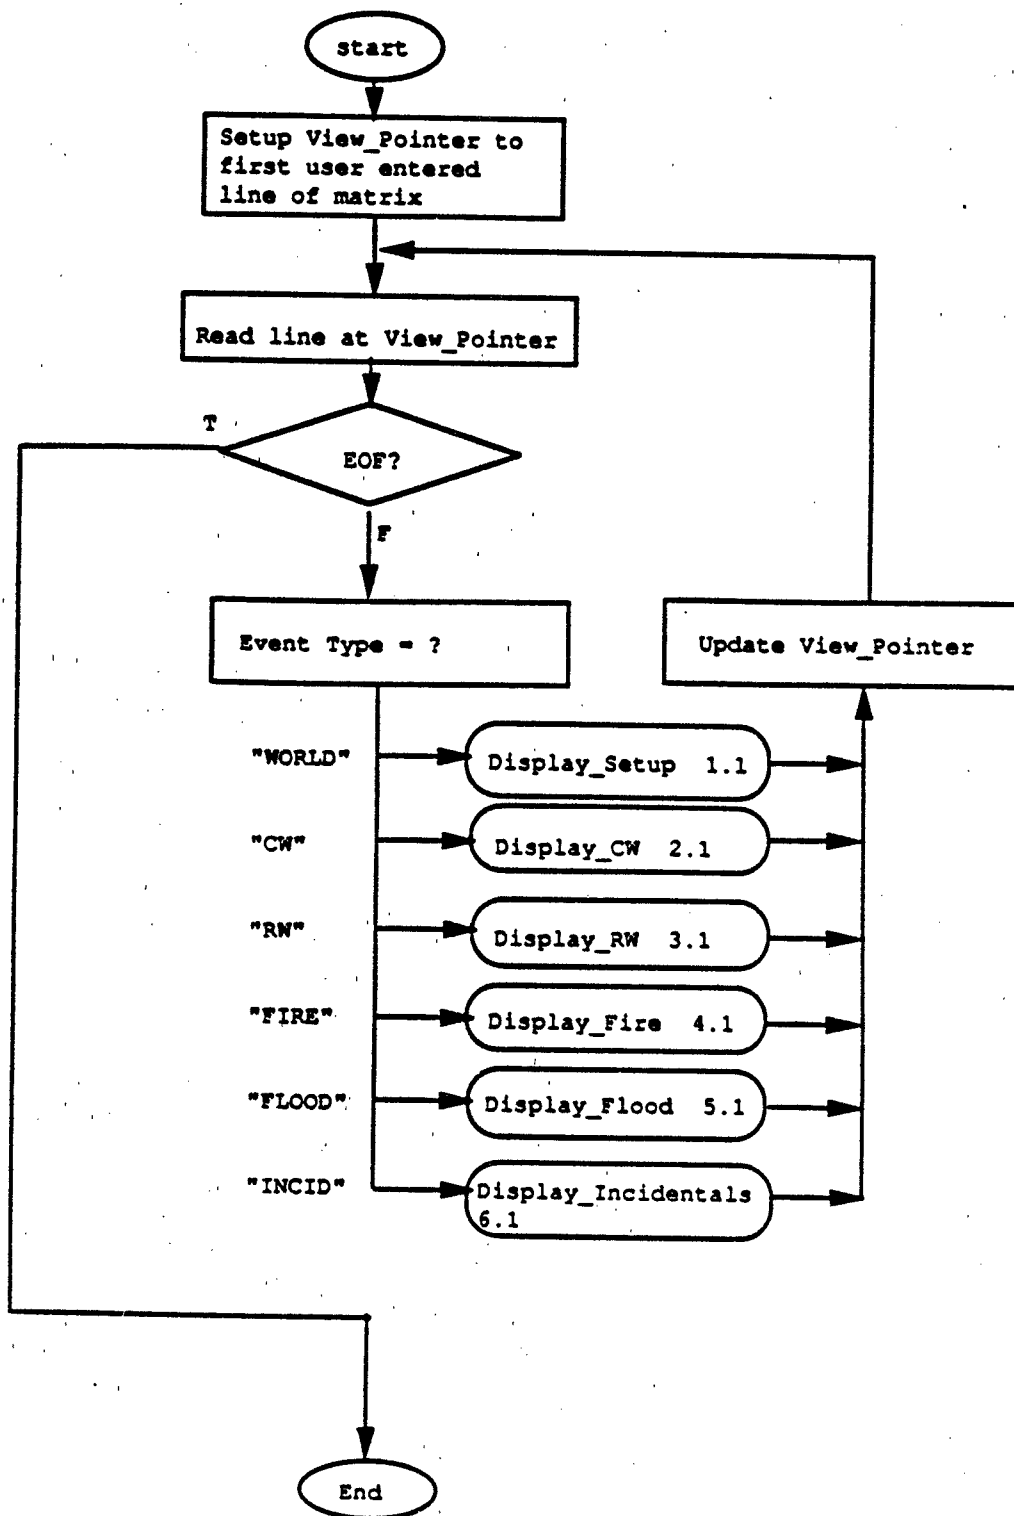 start
Setup View_Pointer to
first user entered
line of matrix
Read line at View_Pointer
T
EOF?
F
Event Type = ?
Update View_Pointer
"WORLD"
Display_Setup 1.1
"CW"
Display_CW 2.1
"RW"
Display_RW 3.1
"FIRE"
Display_Fire 4.1
"FLOOD"
Display_Flood 5.1
"INCID"
Display_Incidentals
6.1
End